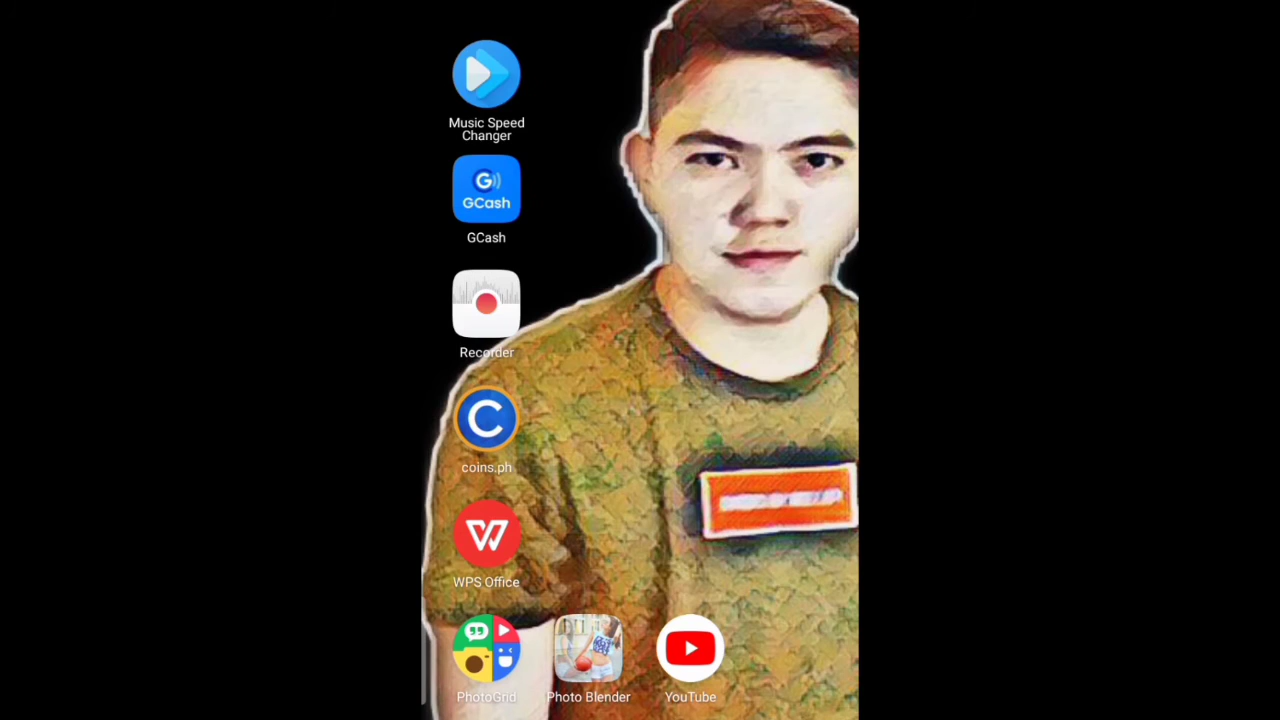 Music Speed
Changer
G
GCash
GCash
Recorder
C
coins.ph
W
WPS Office
PhotoGrid
Photo Blender
YouTube